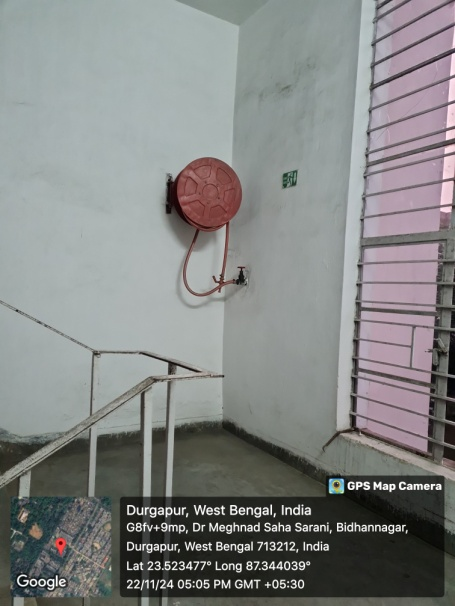 GPS Map Camera
Durgapur, West Bengal, India
G8fv+9mp, Dr Meghnad Saha Sarani, Bidhannagar,
Durgapur, West Bengal 713212, India
Lat 23.523477° Long 87.344039°
22/11/24 05:05 PM GMT +05:30
Google